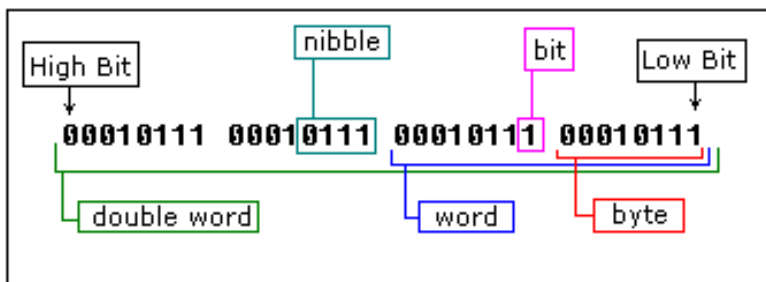 nibble
bit
High Bit
Low Bit
00010111 00010111 00010111 00010111
double word
word
byte